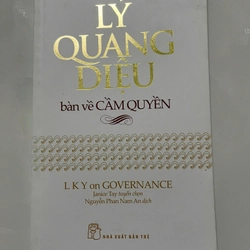 LÝ
QUANG
DIỆU
bàn về CẦM QUYỀN
L K Y on GOVERNANCE
Janice Tay tuyển chọn
Nguyễn Phan Nam An dịch
NHÀ XUẤT BẢN TRẺ